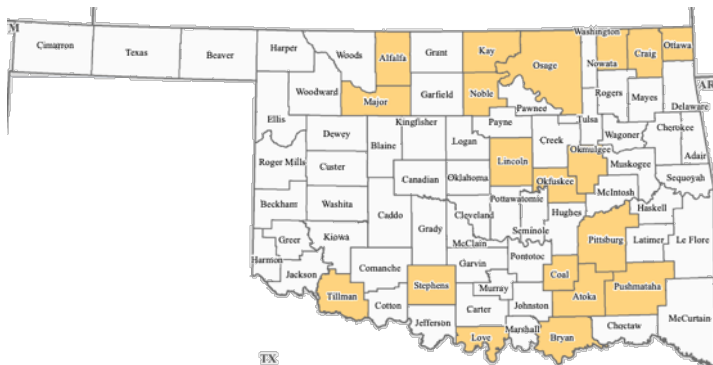 M
Washington
Cimarron
Texas
Beaver
Harper
Woods
Alfalfa
Grant
Kay
Osage
Nowata
Craig
Ottawa
Woodward
Major
Garfield
Noble
Pawnee
Rogers
Mayes
Delaware
AR
Ellis
Dewey
Blaine
Kingfisher
Logan
Payne
Creek
Tulsa
Wagoner
Cherokee
Adair
Roger Mills
Custer
Canadian
Oklahoma
Lincoln
Okfuskee
Okmulgee
Muskogee
McIntosh
Sequoyah
Beckham
Washita
Caddo
Grady
Cleveland
Pottawatomie
Seminole
Hughes
Haskell
Pittsburg
Latimer
Le Flore
Greer
Kiowa
McClain
Harmon
Jackson
Comanche
Garvin
Pontotoc
Coal
Tillman
Cotton
Stephens
Murray
Johnston
Atoka
Pushmataha
McCurtain
Jefferson
Carter
Love
Marshall
Bryan
Choctaw
TX